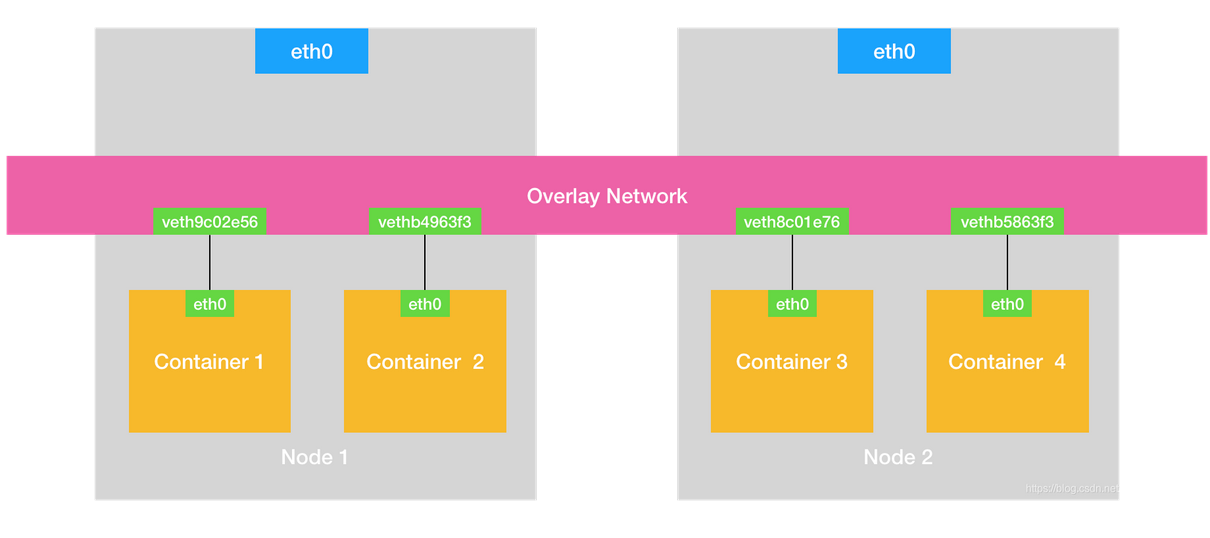 eth0
eth0
Overlay Network
veth9c02e56
vethb4963f3
veth8c01e76
vethb5863f3
eth0
eth0
eth0
eth0
Container 1
Container  2
Container 3
Container  4
Node 1
Node 2
https://blog.csdn.net